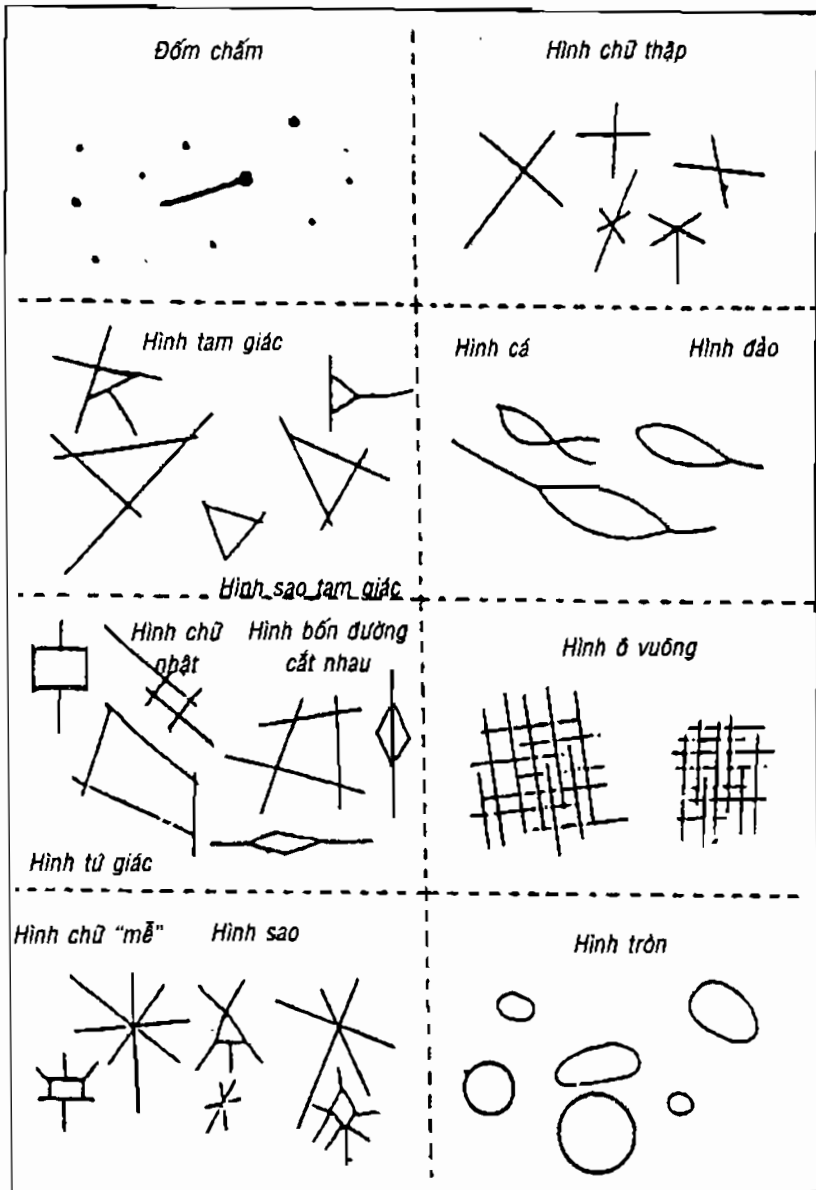 Đốm chấm
Hình chữ thập
Hình tam giác
Hình cá
Hình đảo
Hình sao tam giác
Hình chữ
nhật
Hình bốn đường
cắt nhau
Hình ô vuông
Hình tứ giác
Hình chữ "mễ"
Hình sao
Hình tròn